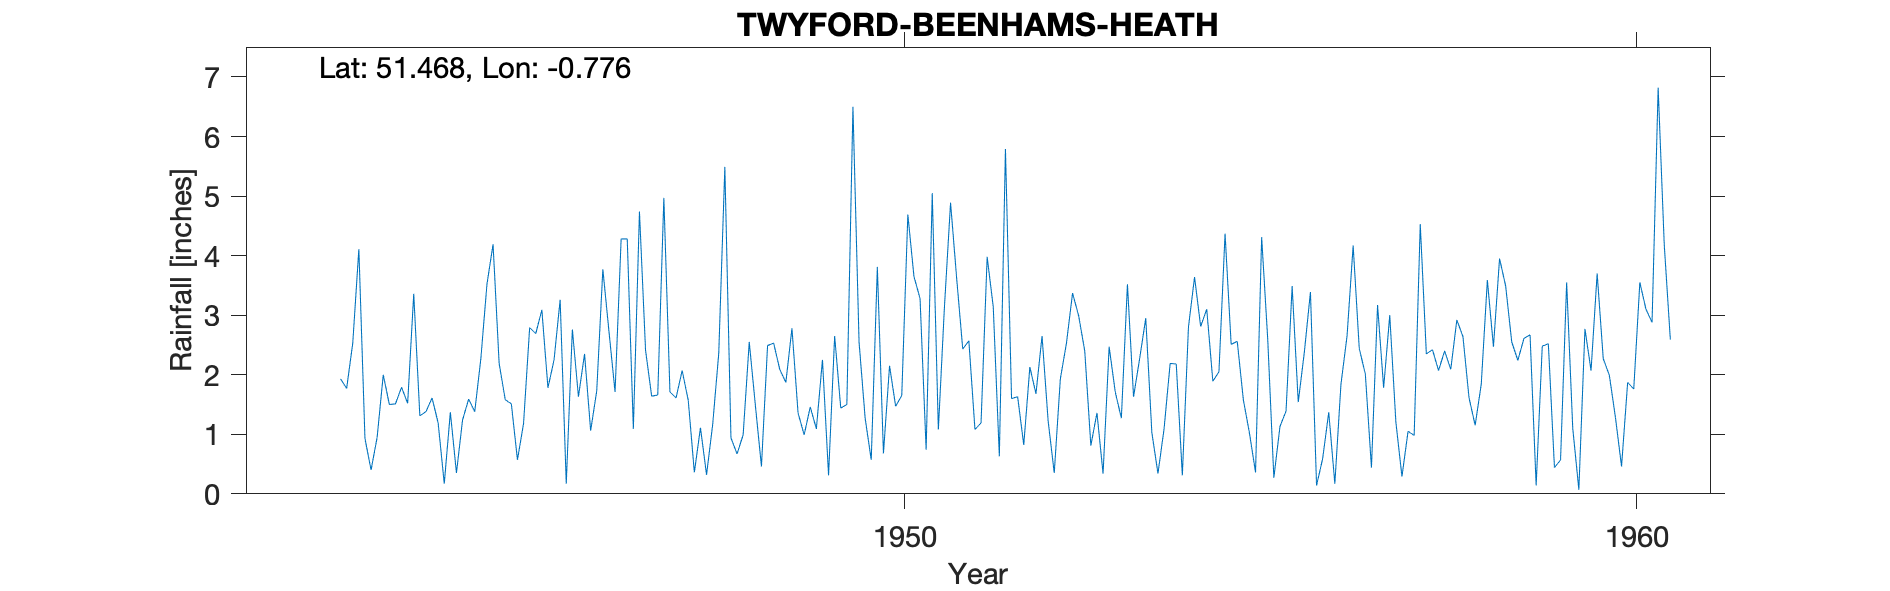 TWYFORD-BEENHAMS-HEATH
Lat: 51.468, Lon: -0.776
7
6
5
4
3
2
1
0
Rainfall [inches]
1950
1960
Year